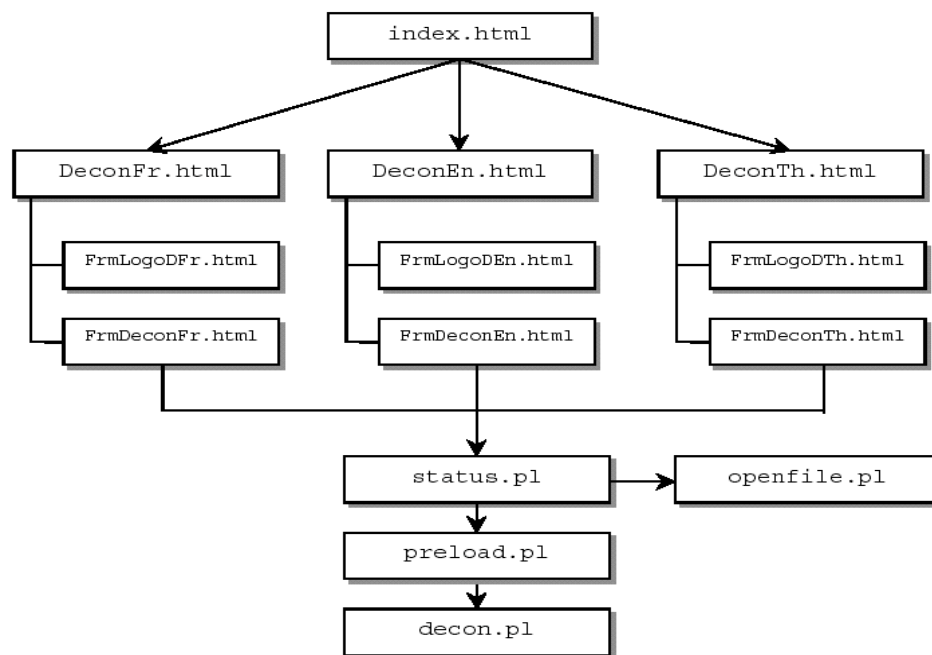 index.html
DeconFr.html
DeconEn.html
DeconTh.html
FrmLogoDFr.html
FrmLogoDEn.html
FrmLogoDTh.html
FrmDeconFr.html
FrmDeconEn.html
FrmDeconTh.html
status.pl
openfile.pl
preload.pl
decon.pl